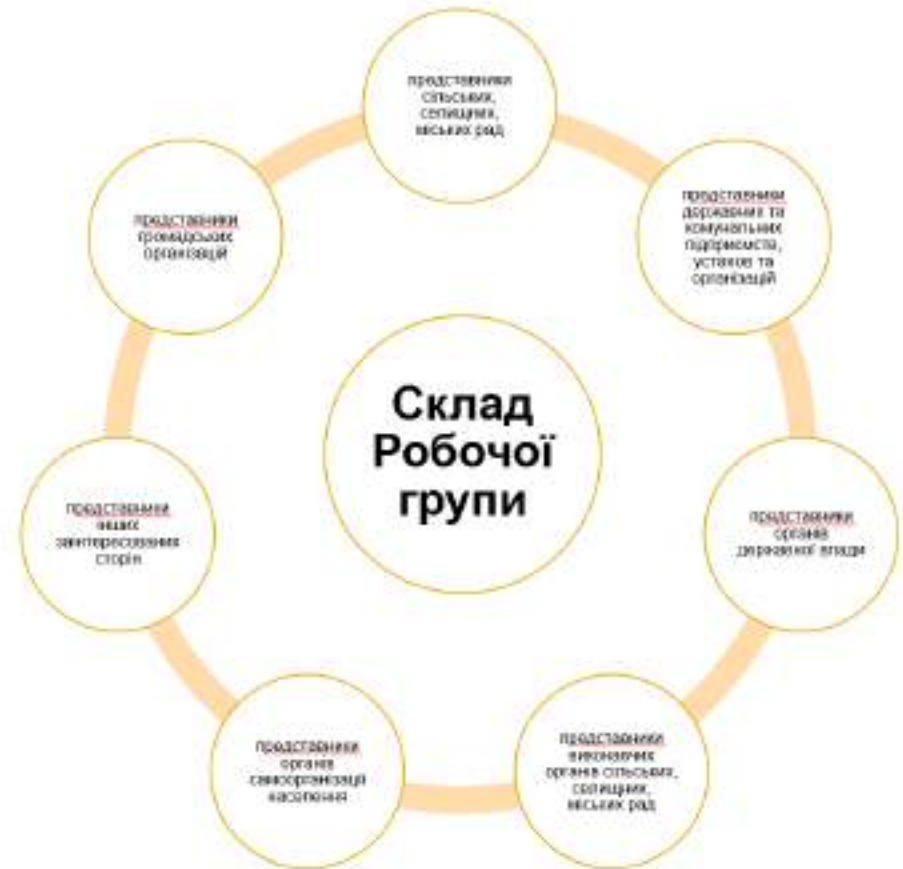 представники
сільських,
селищних,
міських рад
представники
державних та
комунальних
підприємств,
установ та
організацій
представники
органів
державної влади
представники
виконавчих
органів сільських,
селищних,
міських рад
представники
органів
самоорганізації
населення
представники
інших
заінтересованих
сторін
представники
громадських
організацій
Склад
Робочої
групи